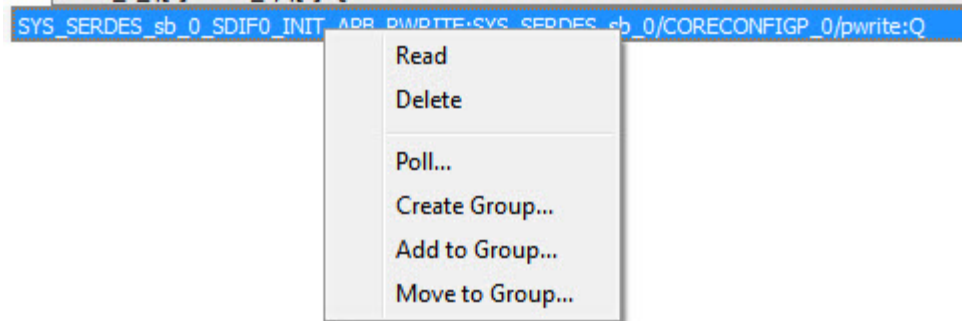 SYS_SERDES_sb_0_SDIF0_INIT_APB_PWRITE:SYS_SERDES_sb_0/CORECONFIGP_0/pwrite:Q
Read
Delete
Poll...
Create Group...
Add to Group...
Move to Group...